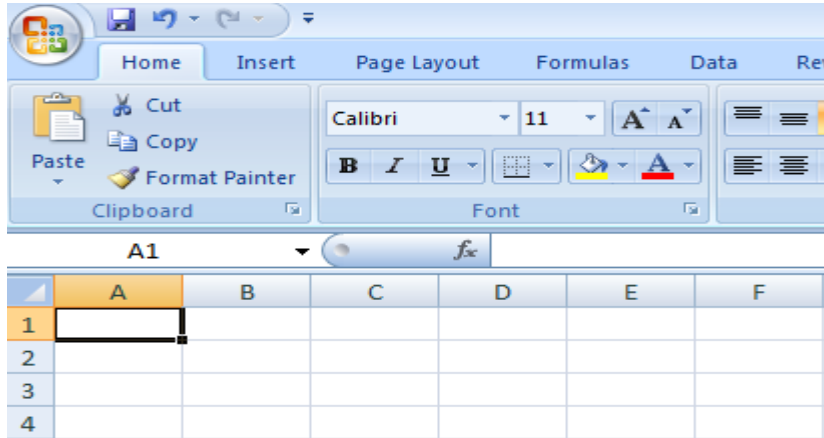 Home Insert Page Layout Formulas Data Re
Cut
Calibri 11 A A
Copy
Paste
B I U A
Format Painter
Clipboard Font
A1 fx
A B C D E F
1
2
3
4